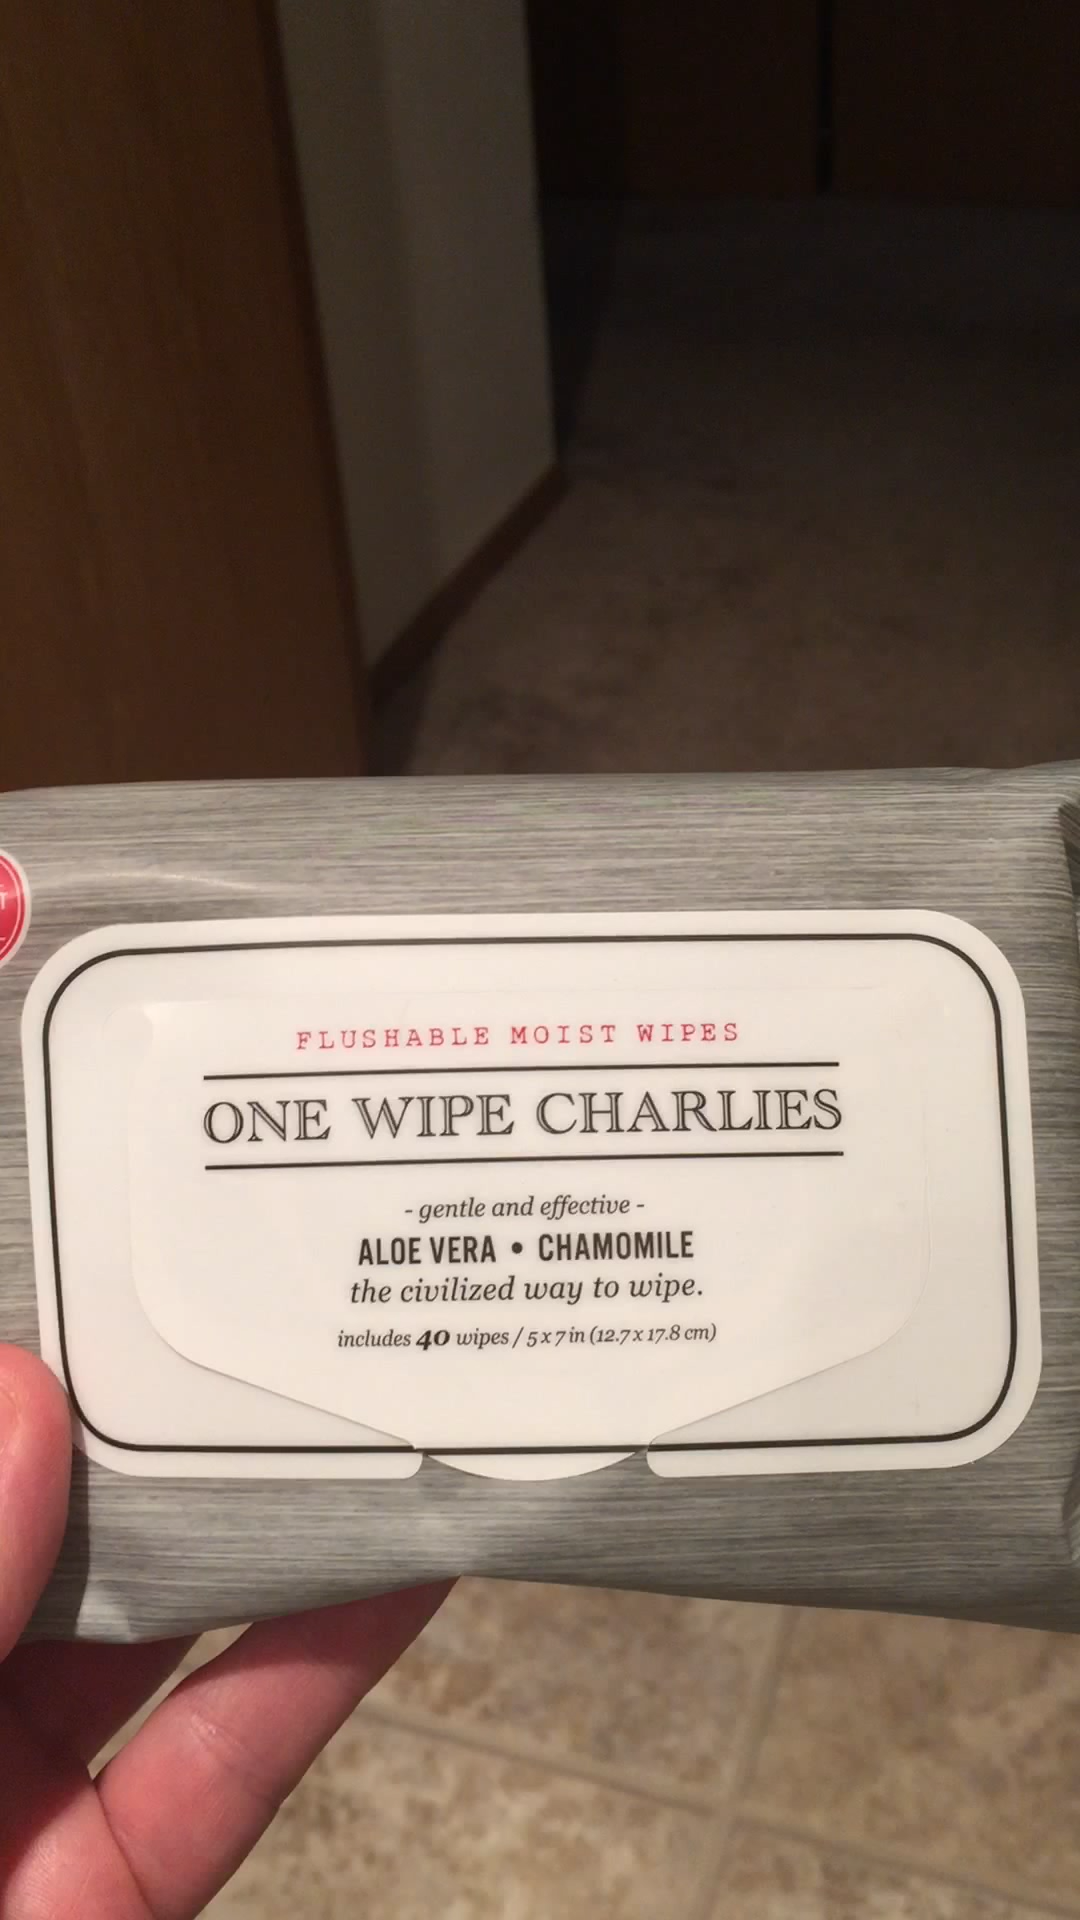 FLUSHABLE MOIST WIPES
ONE WIPE CHARLIES
- gentle and effective -
ALOE VERA • CHAMOMILE
the civilized way to wipe.
includes 40 wipes / 5 x 7 in (12.7 x 17.8 cm)